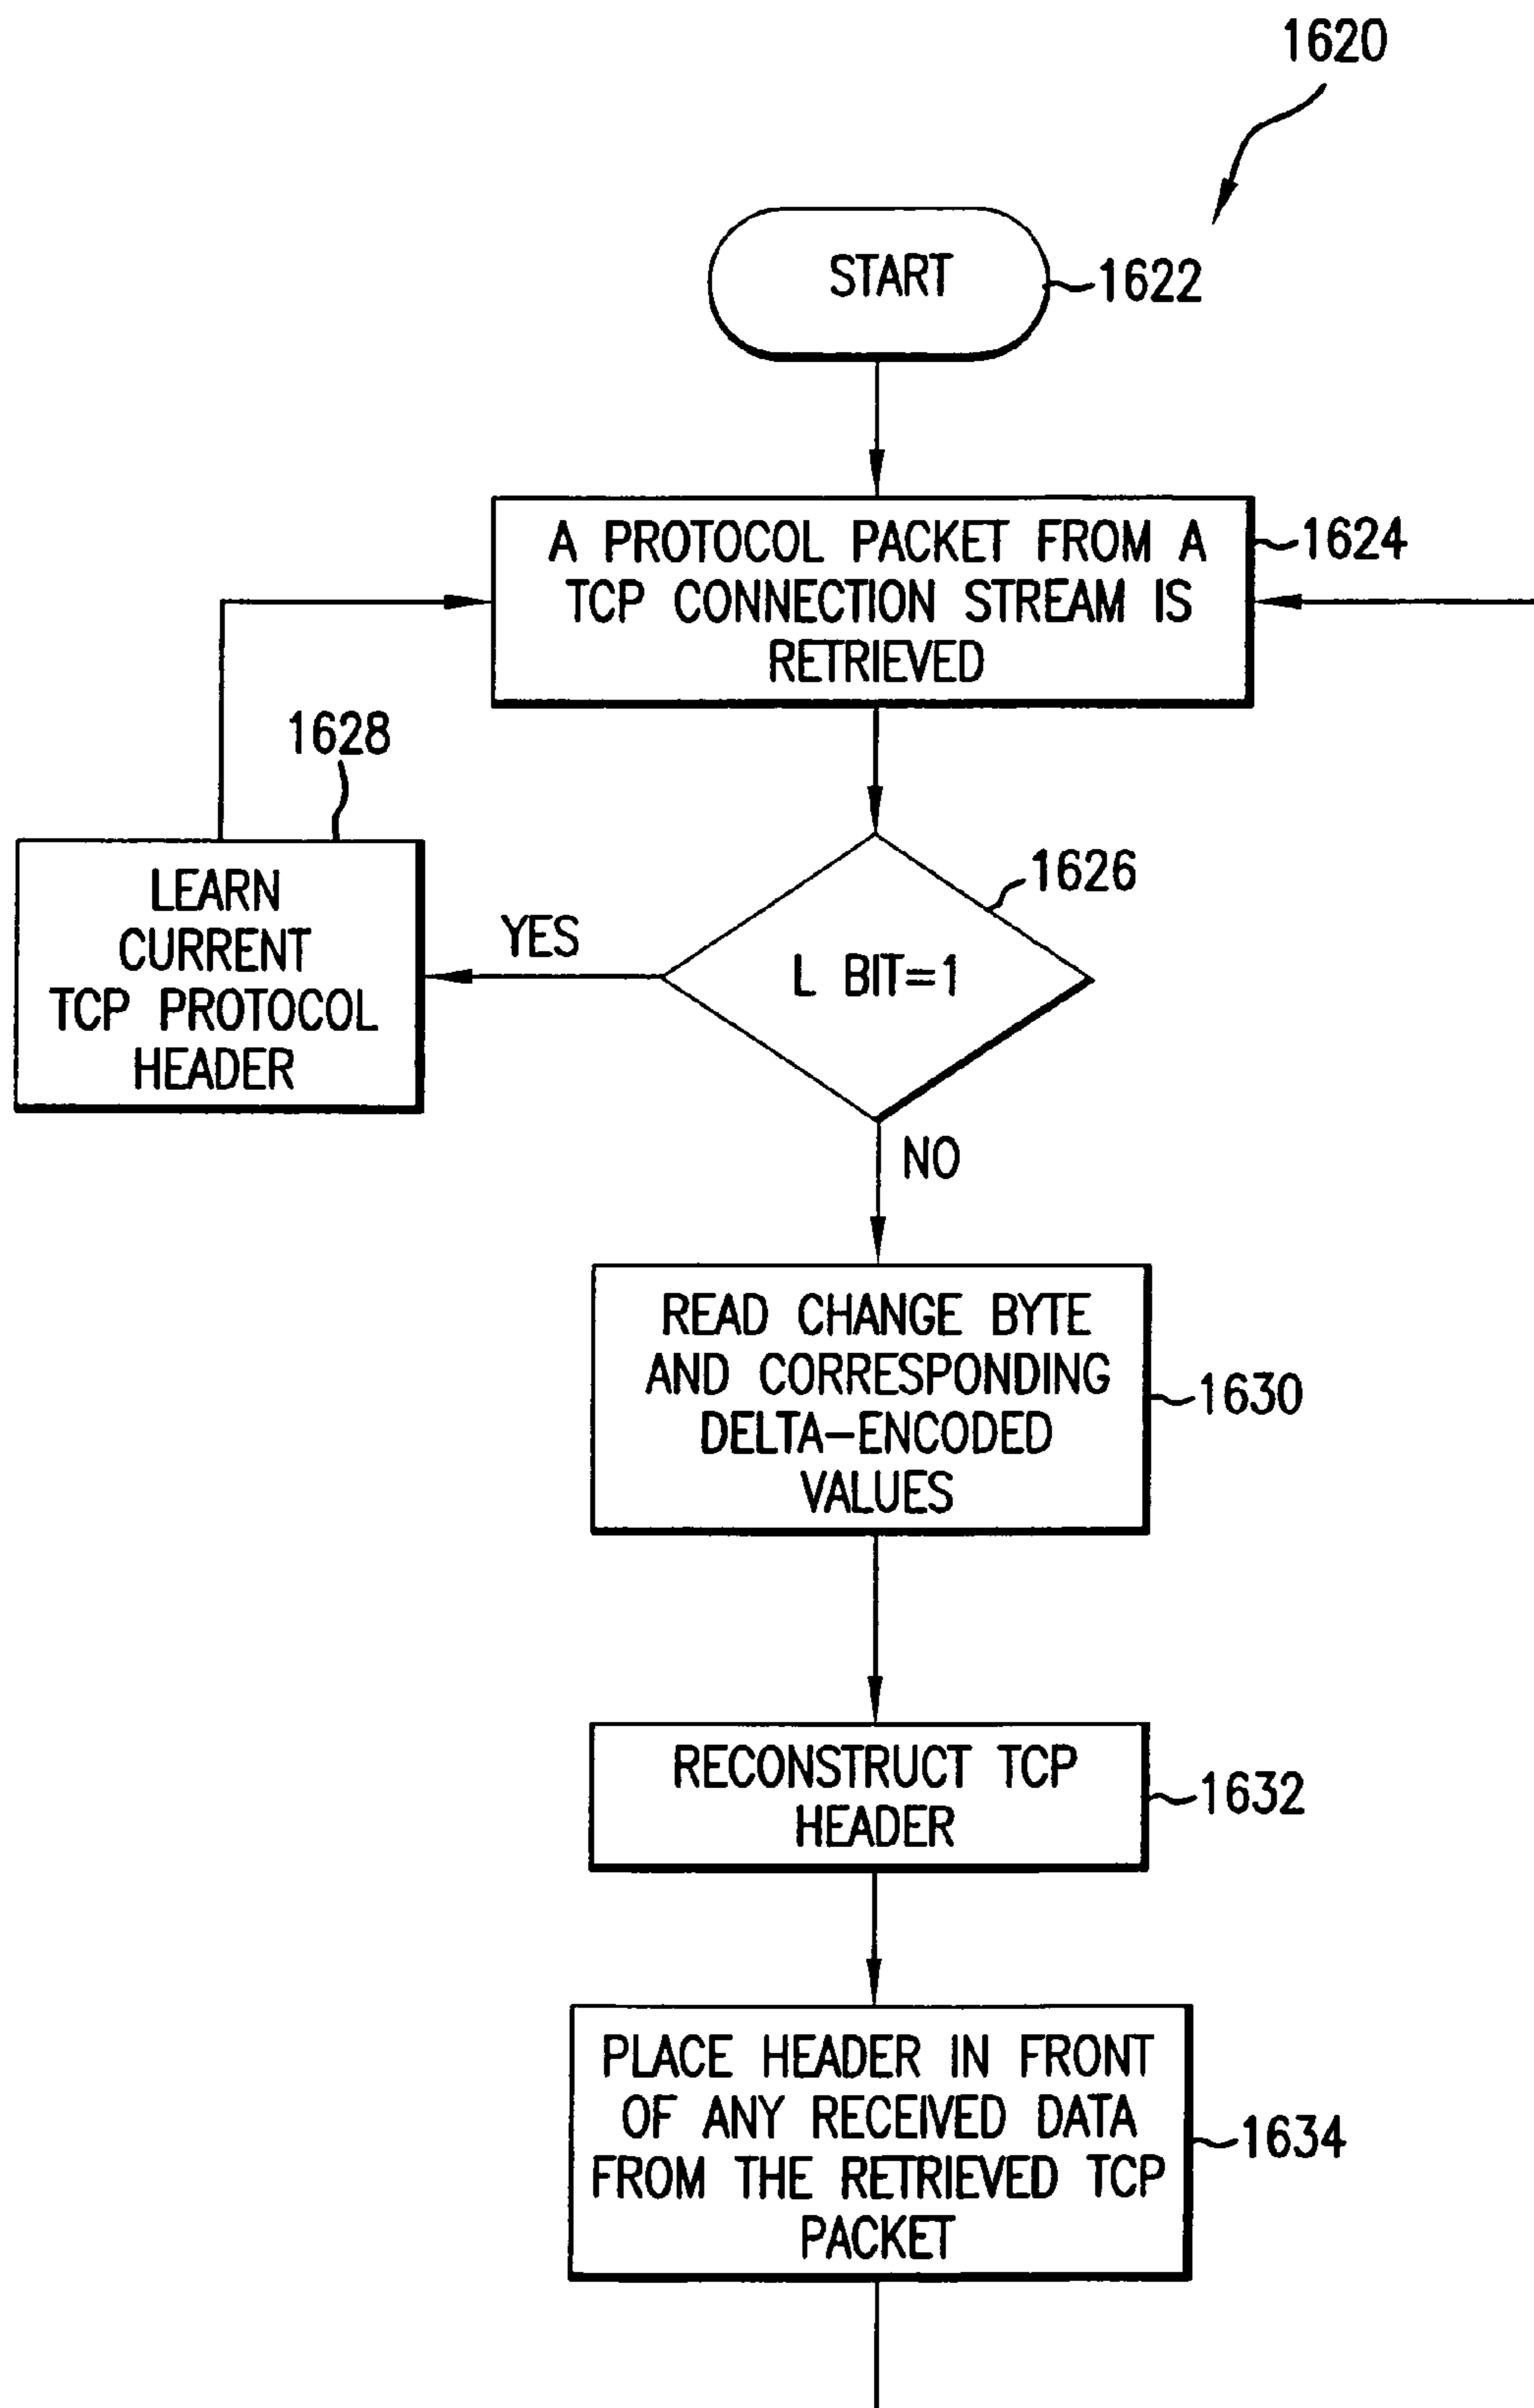 1620
START
1622
A PROTOCOL PACKET FROM A
TCP CONNECTION STREAM IS
RETRIEVED
1624
1628
LEARN
CURRENT
TCP PROTOCOL
HEADER
YES
L BIT=1
1626
NO
READ CHANGE BYTE
AND CORRESPONDING
DELTA-ENCODED
VALUES
1630
RECONSTRUCT TCP
HEADER
1632
PLACE HEADER IN FRONT
OF ANY RECEIVED DATA
FROM THE RETRIEVED TCP
PACKET
1634